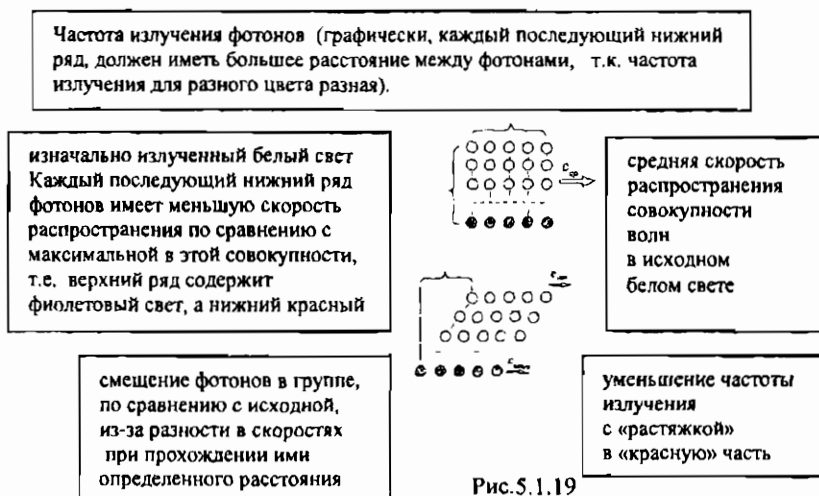 Частота излучения фотонов (графически, каждый последующий нижний
ряд, должен иметь большее расстояние между фотонами, т.к. частота
излучения для разного цвета разная).
изначально излученный белый свет
Каждый последующий нижний ряд
фотонов имеет меньшую скорость
распространения по сравнению с
максимальной в этой совокупности,
т.е. верхний ряд содержит
фиолетовый свет, а нижний красный
C ср
средняя скорость
распространения
совокупности
волн
в исходном
белом свете
смещение фотонов в группе,
по сравнению с исходной,
из-за разности в скоростях
при прохождении ими
определенного расстояния
уменьшение частоты
излучения
с «растяжкой»
в «красную» часть
Рис.5.1.19